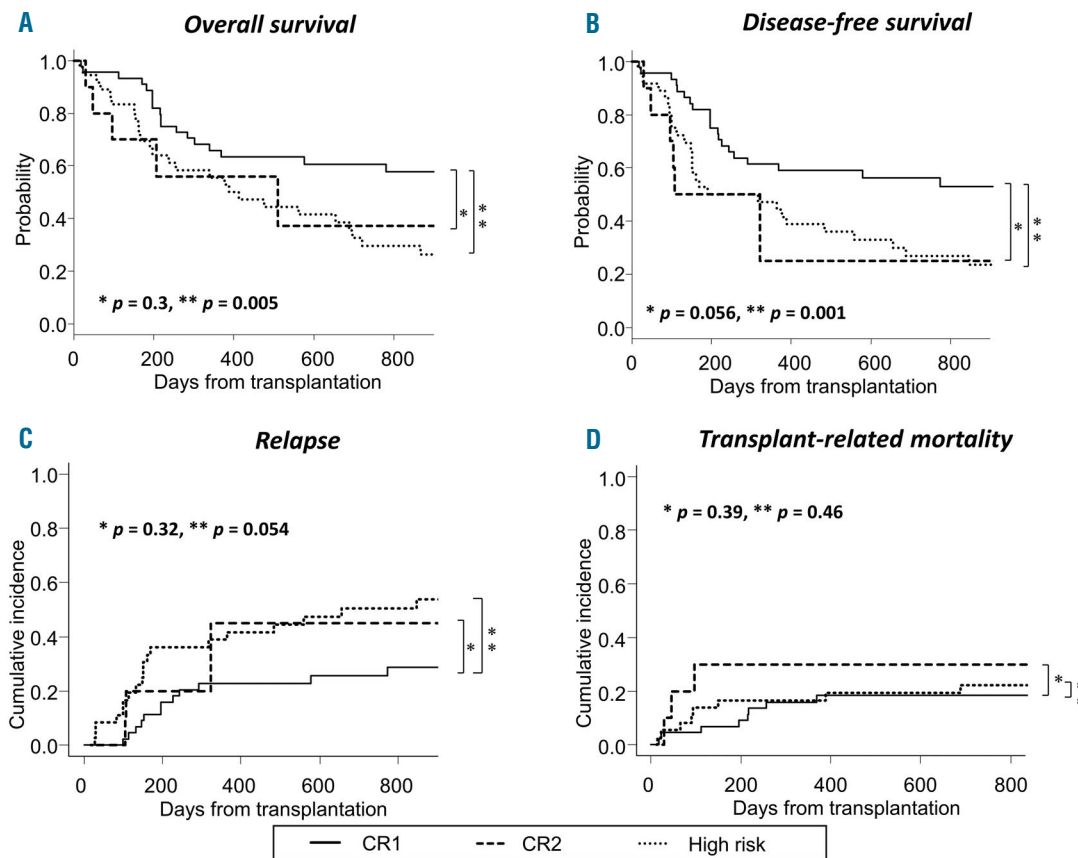 A
Overall survival
Probability
1.0
0.8
0.6
0.4
0.2
0.0
* p = 0.3, ** p = 0.005
*
**
0
200
400
600
800
Days from transplantation
B
Disease-free survival
Probability
1.0
0.8
0.6
0.4
0.2
0.0
* p = 0.056, ** p = 0.001
*
**
0
200
400
600
800
Days from transplantation
C
Relapse
Cumulative incidence
1.0
0.8
0.6
0.4
0.2
0.0
* p = 0.32, ** p = 0.054
*
**
0
200
400
600
800
Days from transplantation
D
Transplant-related mortality
Cumulative incidence
1.0
0.8
0.6
0.4
0.2
0.0
* p = 0.39, ** p = 0.46
*
0
200
400
600
800
Days from transplantation
CR1
CR2
High risk